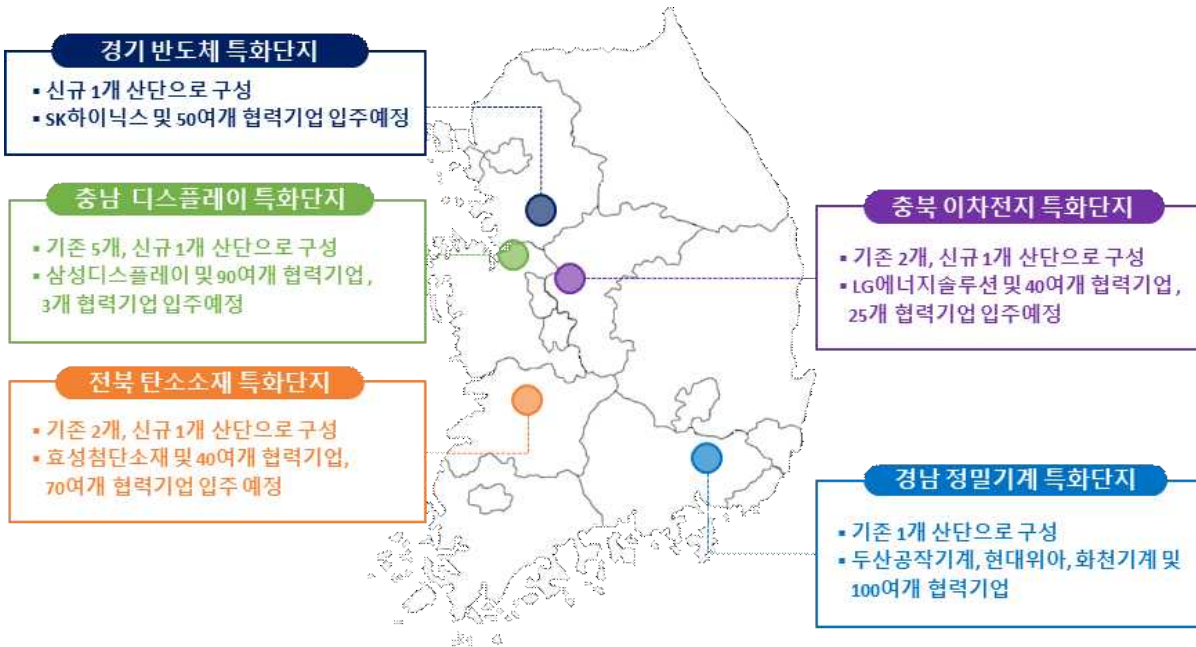 경기 반도체 특화단지
▪ 신규 1개 산단으로 구성
▪ SK하이닉스 및 50여개 협력기업 입주예정
충남 디스플레이 특화단지
▪ 기존 5개, 신규 1개 산단으로 구성
▪ 삼성디스플레이 및 90여개 협력기업,
3개 협력기업 입주예정
전북 탄소소재 특화단지
▪ 기존 2개, 신규 1개 산단으로 구성
▪ 효성첨단소재 및 40여개 협력기업,
70여개 협력기업 입주 예정
충북 이차전지 특화단지
▪ 기존 2개, 신규 1개 산단으로 구성
▪ LG에너지솔루션 및 40여개 협력기업,
25개 협력기업 입주예정
경남 정밀기계 특화단지
▪ 기존 1개 산단으로 구성
▪ 두산공작기계, 현대위아, 화천기계 및
100여개 협력기업